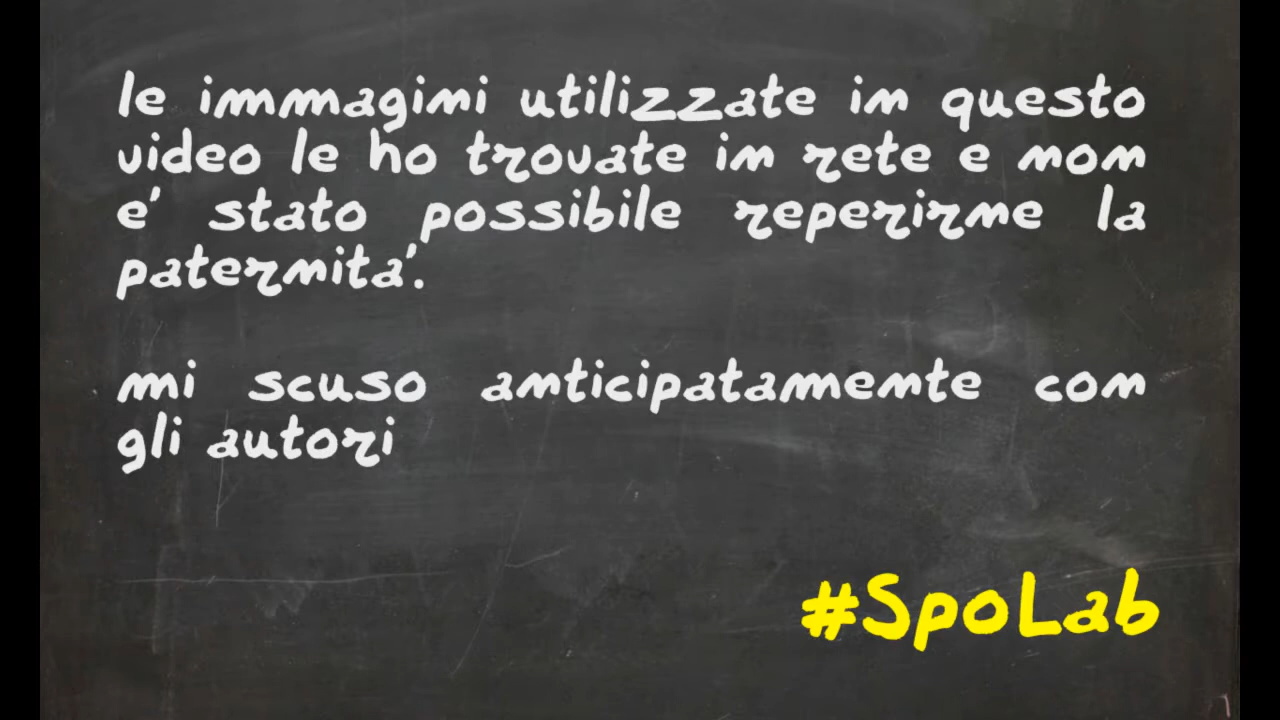 le immagini utilizzate in questo
video le ho trovate in rete e non
e' stato possibile reperirne la
paternita'.
mi scuso anticipatamente con
gli autori
#SpoLab